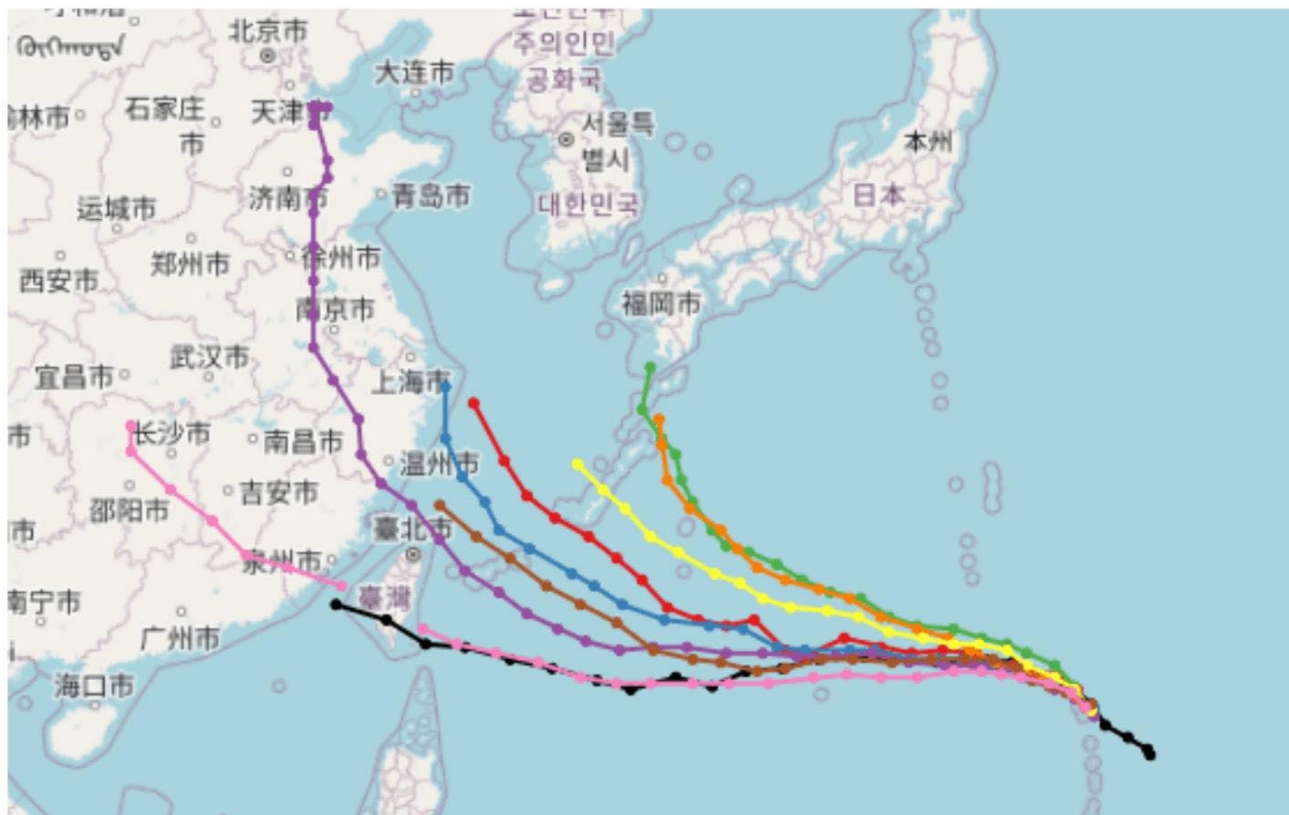 北京市
주의인민
공화국
大连市
石家庄
市
天津市
榆林市
서울특
별시
대한민국
本州
日本
济南市
青岛市
运城市
郑州市
徐州市
西安市
南京市
福岡市
武汉市
宜昌市
上海市
长沙市
南昌市
温州市
吉安市
邵阳市
臺北市
泉州市
臺灣
南宁市
广州市
海口市